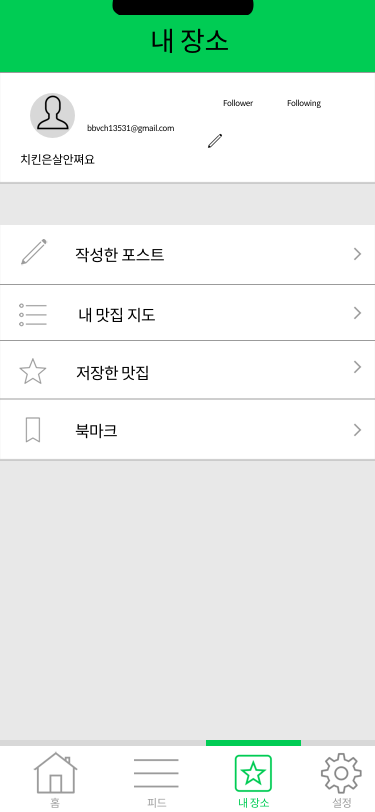 내 장소
Follower Following
bbvch13531@gmail.com
치킨은살안쪄요
작성한 포스트
내 맛집 지도
저장한 맛집
북마크
홈 피드 내 장소 설정